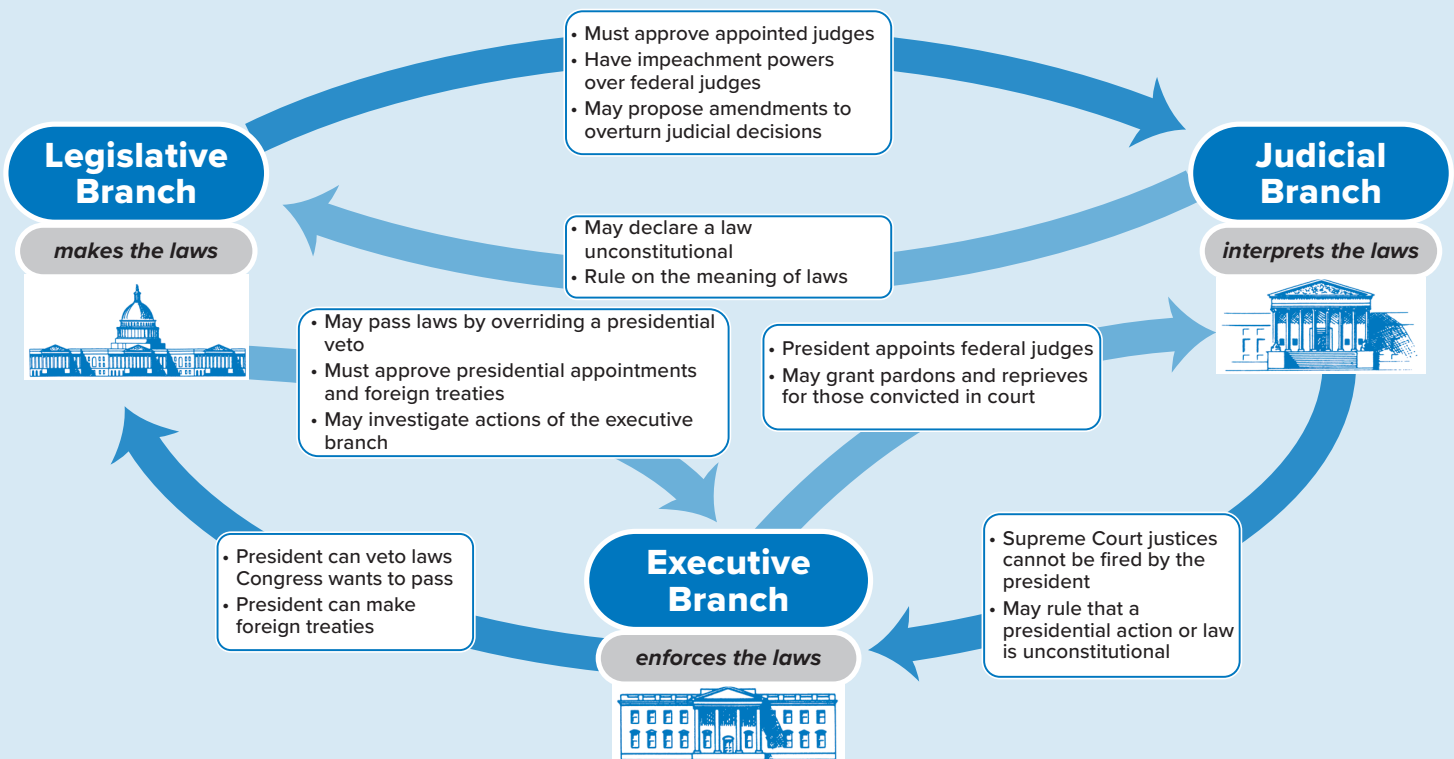 • Must approve appointed judges
• Have impeachment powers
over federal judges
• May propose amendments to
overturn judicial decisions
Legislative
Branch
makes the laws
Judicial
Branch
interprets the laws
• May declare a law
unconstitutional
• Rule on the meaning of laws
• May pass laws by overriding a presidential
veto
• Must approve presidential appointments
and foreign treaties
• May investigate actions of the executive
branch
• President appoints federal judges
• May grant pardons and reprieves
for those convicted in court
• President can veto laws
Congress wants to pass
• President can make
foreign treaties
Executive
Branch
enforces the laws
• Supreme Court justices
cannot be fired by the
president
• May rule that a
presidential action or law
is unconstitutional